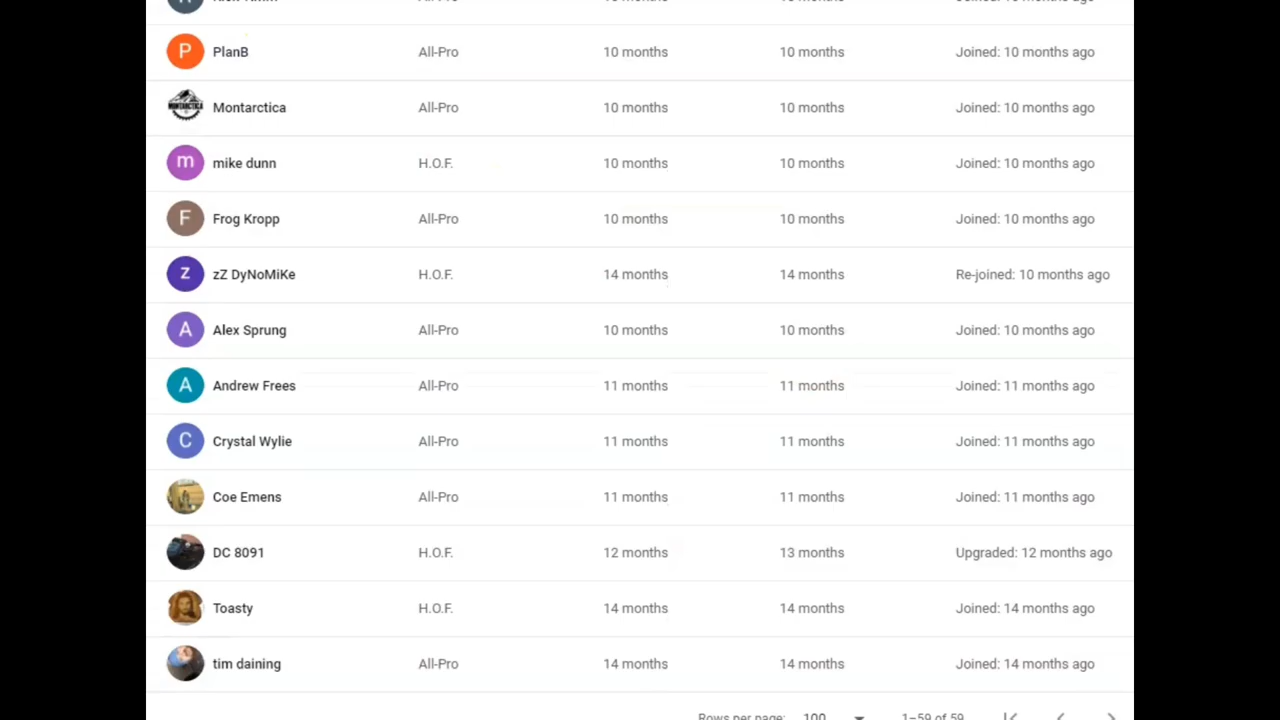 P PlanB All-Pro 10 months 10 months Joined: 10 months ago
MONTARCTICA Montarctica All-Pro 10 months 10 months Joined: 10 months ago
m mike dunn H.O.F. 10 months 10 months Joined: 10 months ago
F Frog Kropp All-Pro 10 months 10 months Joined: 10 months ago
z zZ DyNoMiKe H.O.F. 14 months 14 months Re-joined: 10 months ago
A Alex Sprung All-Pro 10 months 10 months Joined: 10 months ago
A Andrew Frees All-Pro 11 months 11 months Joined: 11 months ago
C Crystal Wylie All-Pro 11 months 11 months Joined: 11 months ago
Coe Emens All-Pro 11 months 11 months Joined: 11 months ago
DC 8091 H.O.F. 12 months 13 months Upgraded: 12 months ago
Toasty H.O.F. 14 months 14 months Joined: 14 months ago
tim daining All-Pro 14 months 14 months Joined: 14 months ago
Rows per page: 100 1–59 of 59